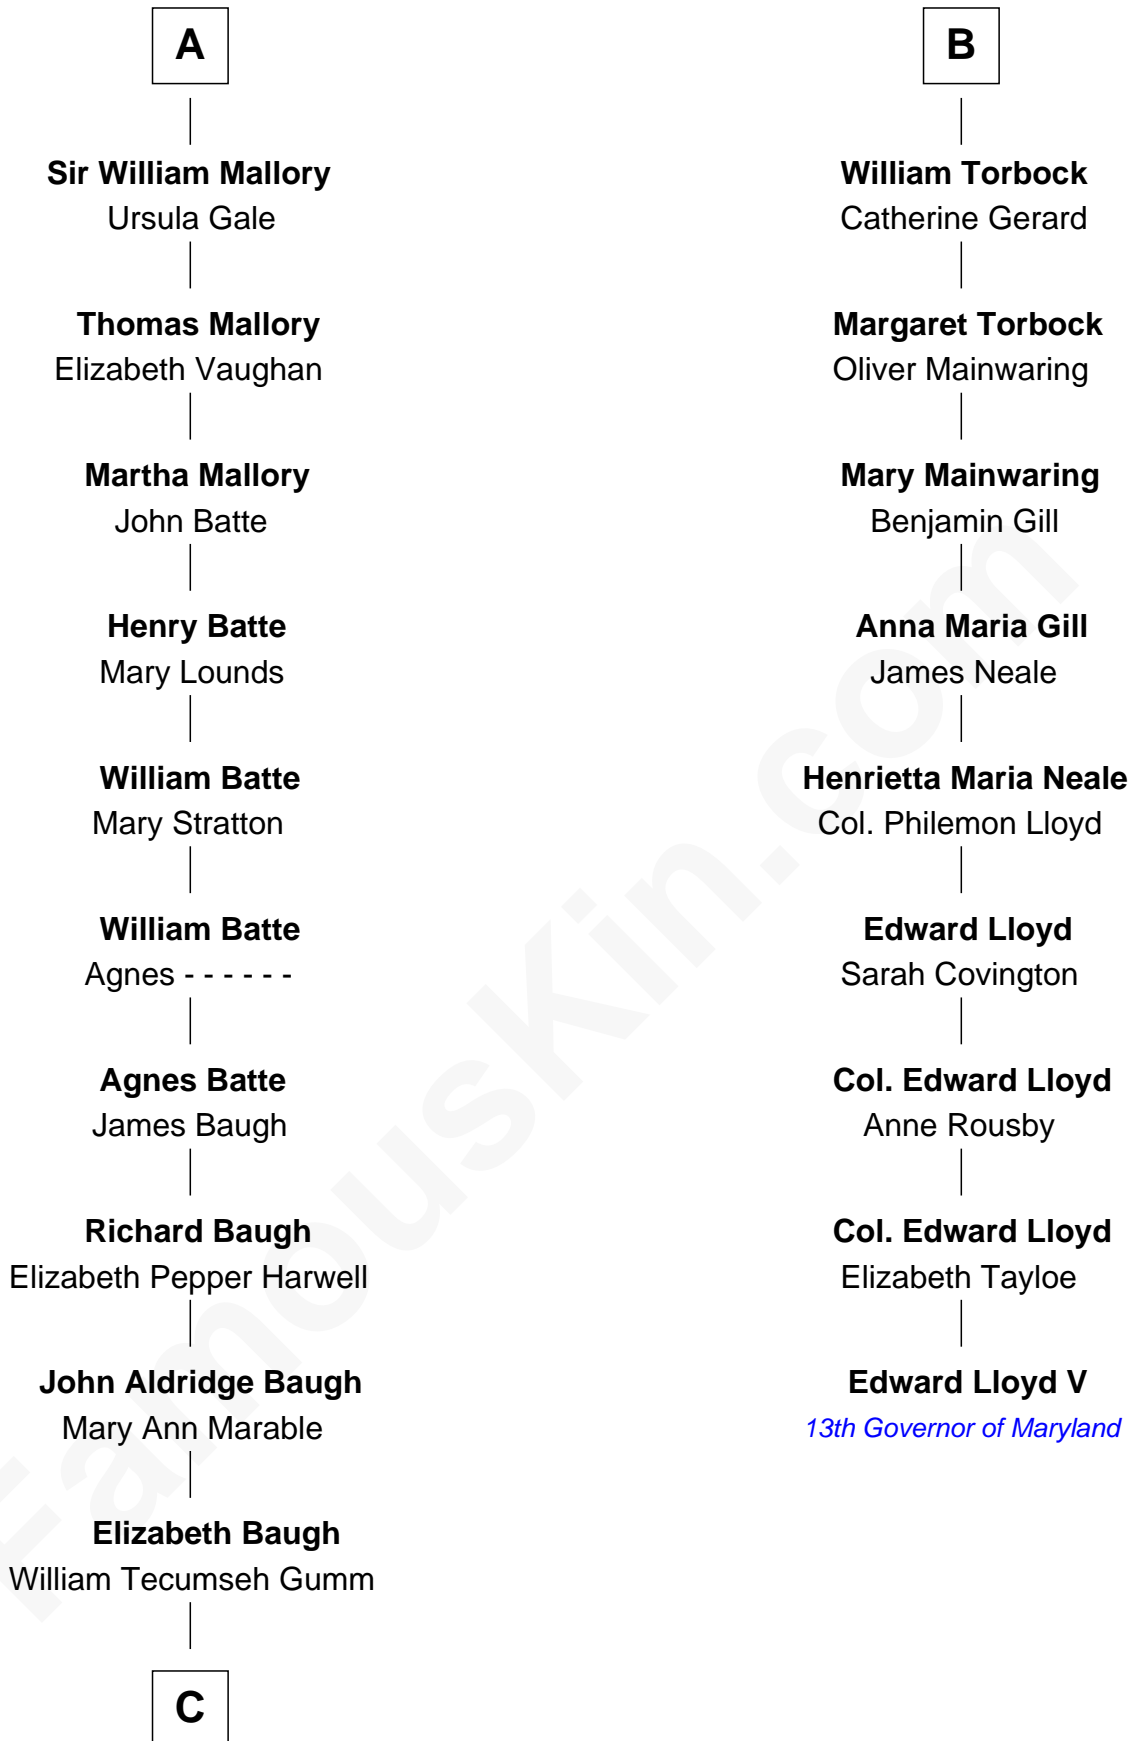 A
Sir William Mallory
Ursula Gale
Thomas Mallory
Elizabeth Vaughan
Martha Mallory
John Batte
Henry Batte
Mary Lounds
William Batte
Mary Stratton
William Batte
Agnes - - - - - -
Agnes Batte
James Baugh
Richard Baugh
Elizabeth Pepper Harwell
John Aldridge Baugh
Mary Ann Marable
Elizabeth Baugh
William Tecumseh Gumm
C
B
William Torbock
Catherine Gerard
Margaret Torbock
Oliver Mainwaring
Mary Mainwaring
Benjamin Gill
Anna Maria Gill
James Neale
Henrietta Maria Neale
Col. Philemon Lloyd
Edward Lloyd
Sarah Covington
Col. Edward Lloyd
Anne Rousby
Col. Edward Lloyd
Elizabeth Tayloe
Edward Lloyd V
13th Governor of Maryland
FamousKin.com